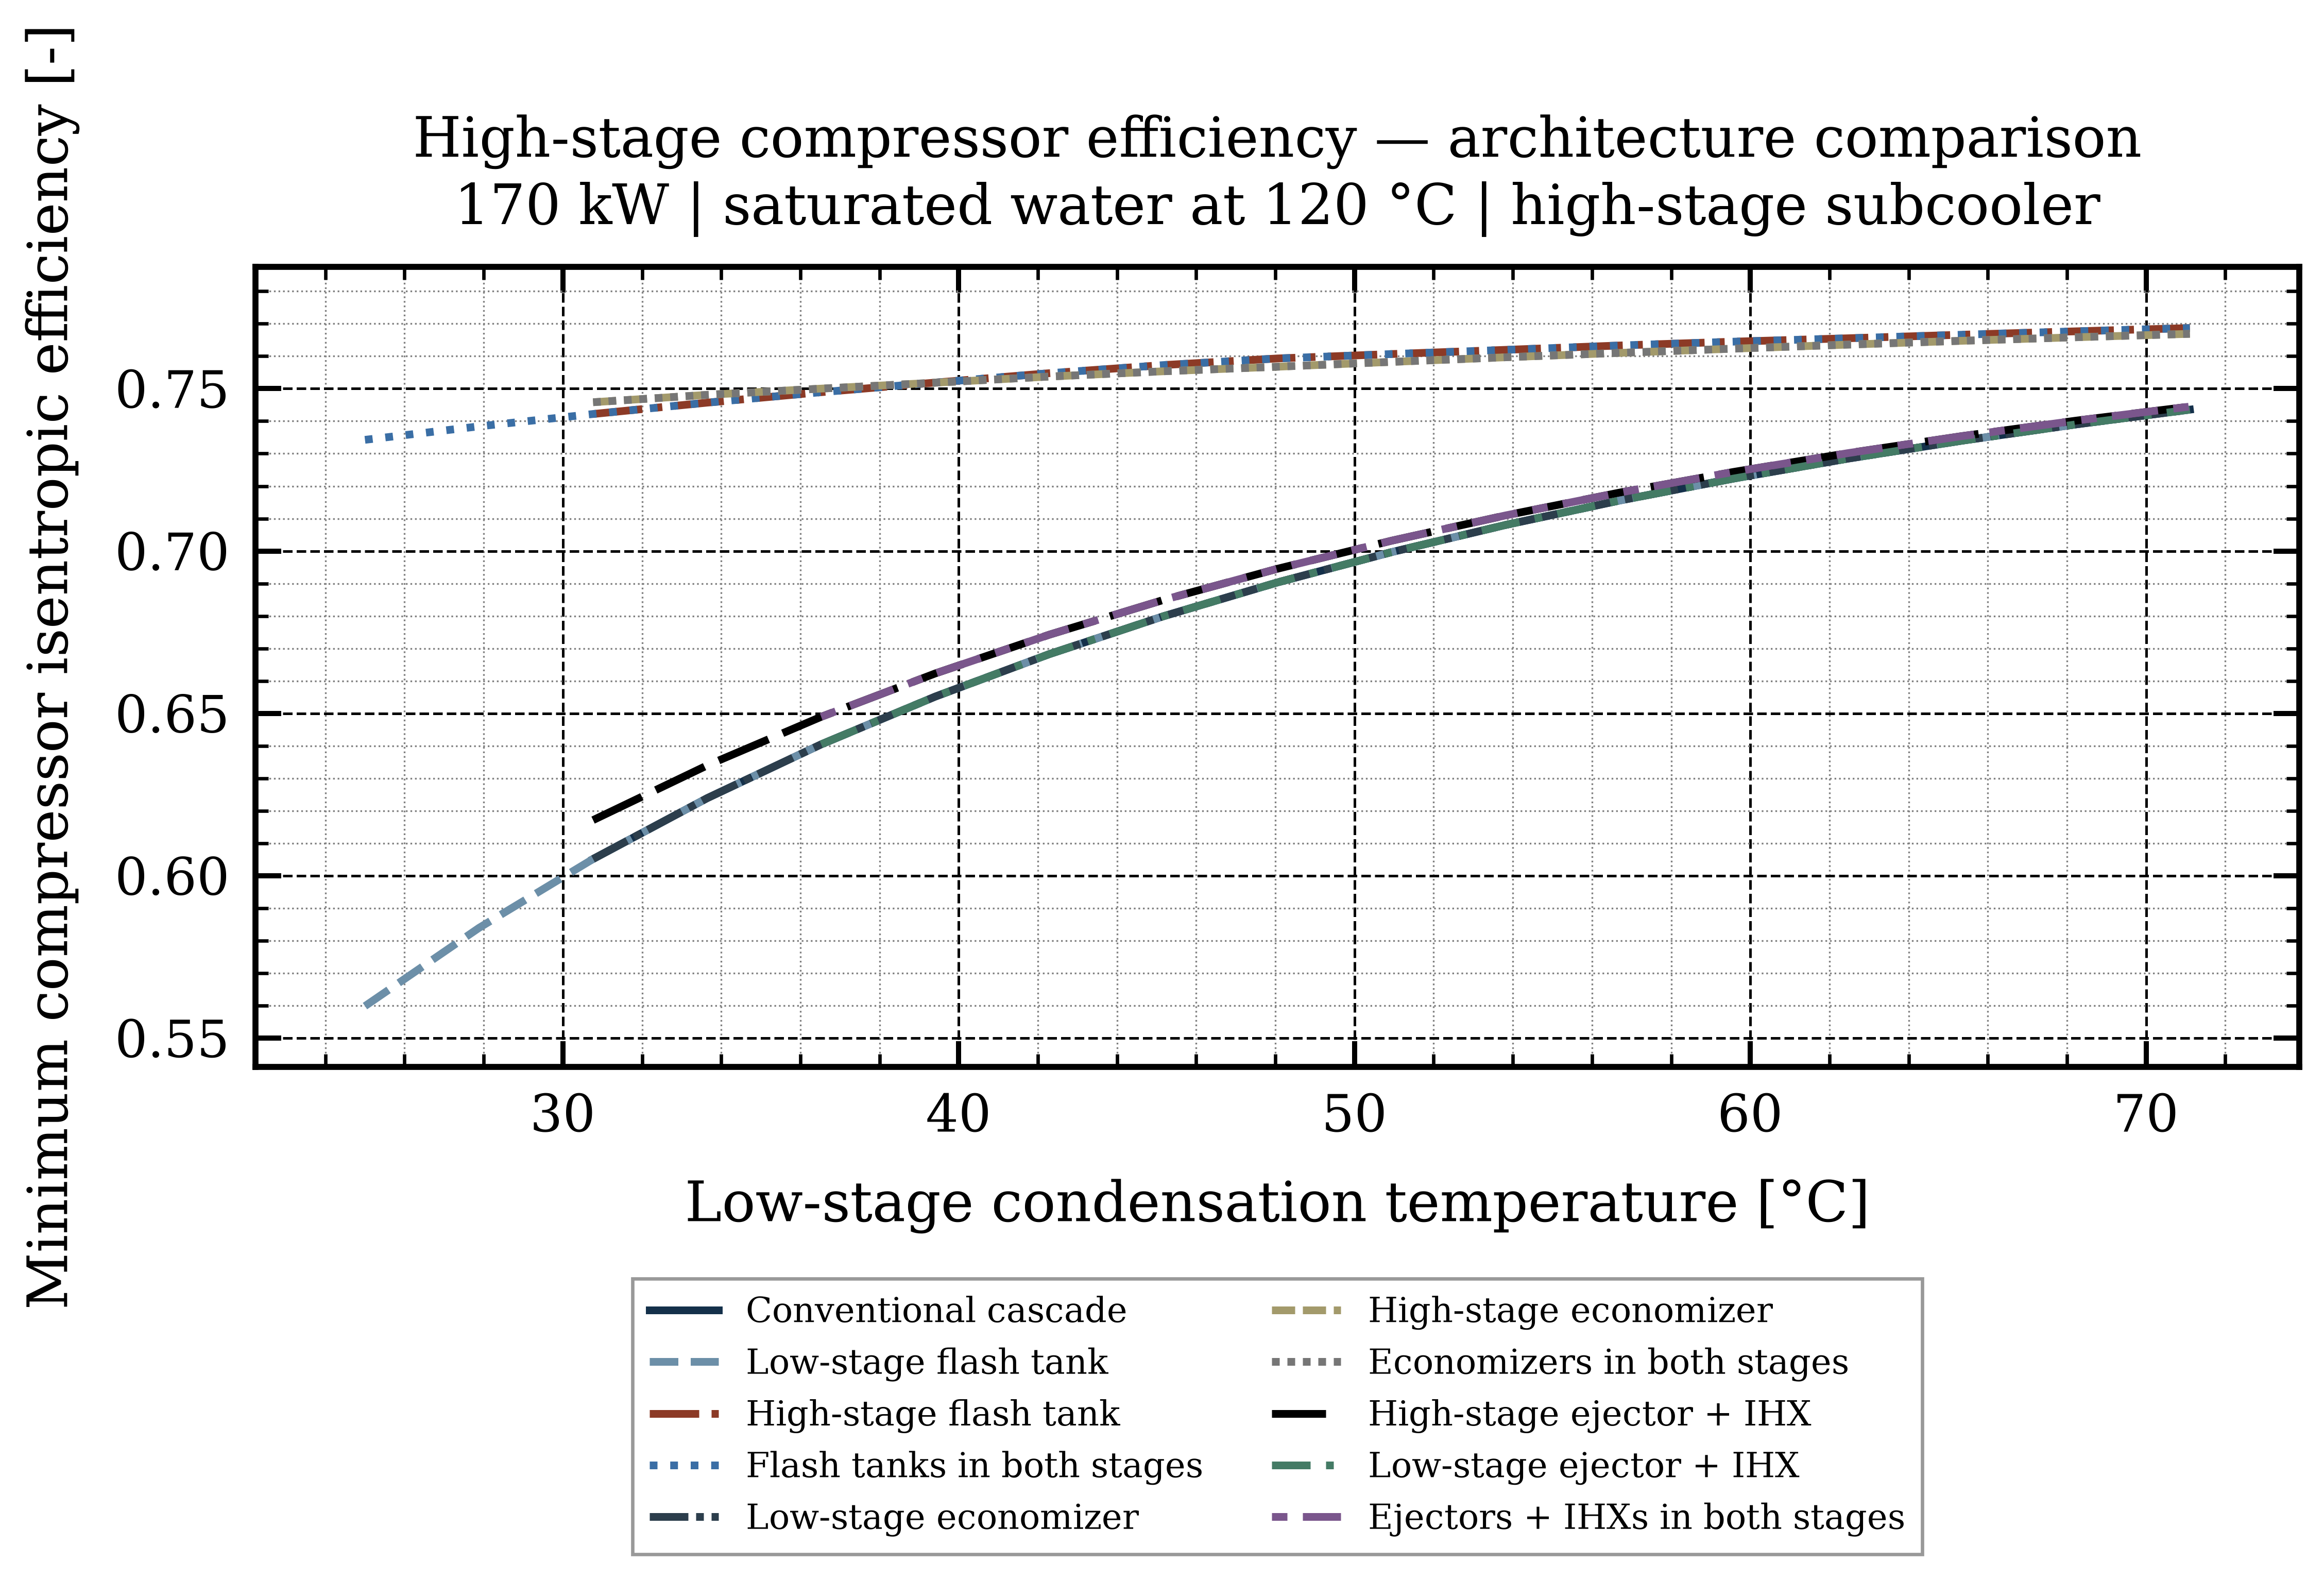 High-stage compressor efficiency — architecture comparison
170 kW | saturated water at 120 °C | high-stage subcooler
Minimum compressor isentropic efficiency [-]
0.75
0.70
0.65
0.60
0.55
30 40 50 60 70
Low-stage condensation temperature [°C]
Conventional cascade
Low-stage flash tank
High-stage flash tank
Flash tanks in both stages
Low-stage economizer
High-stage economizer
Economizers in both stages
High-stage ejector + IHX
Low-stage ejector + IHX
Ejectors + IHXs in both stages